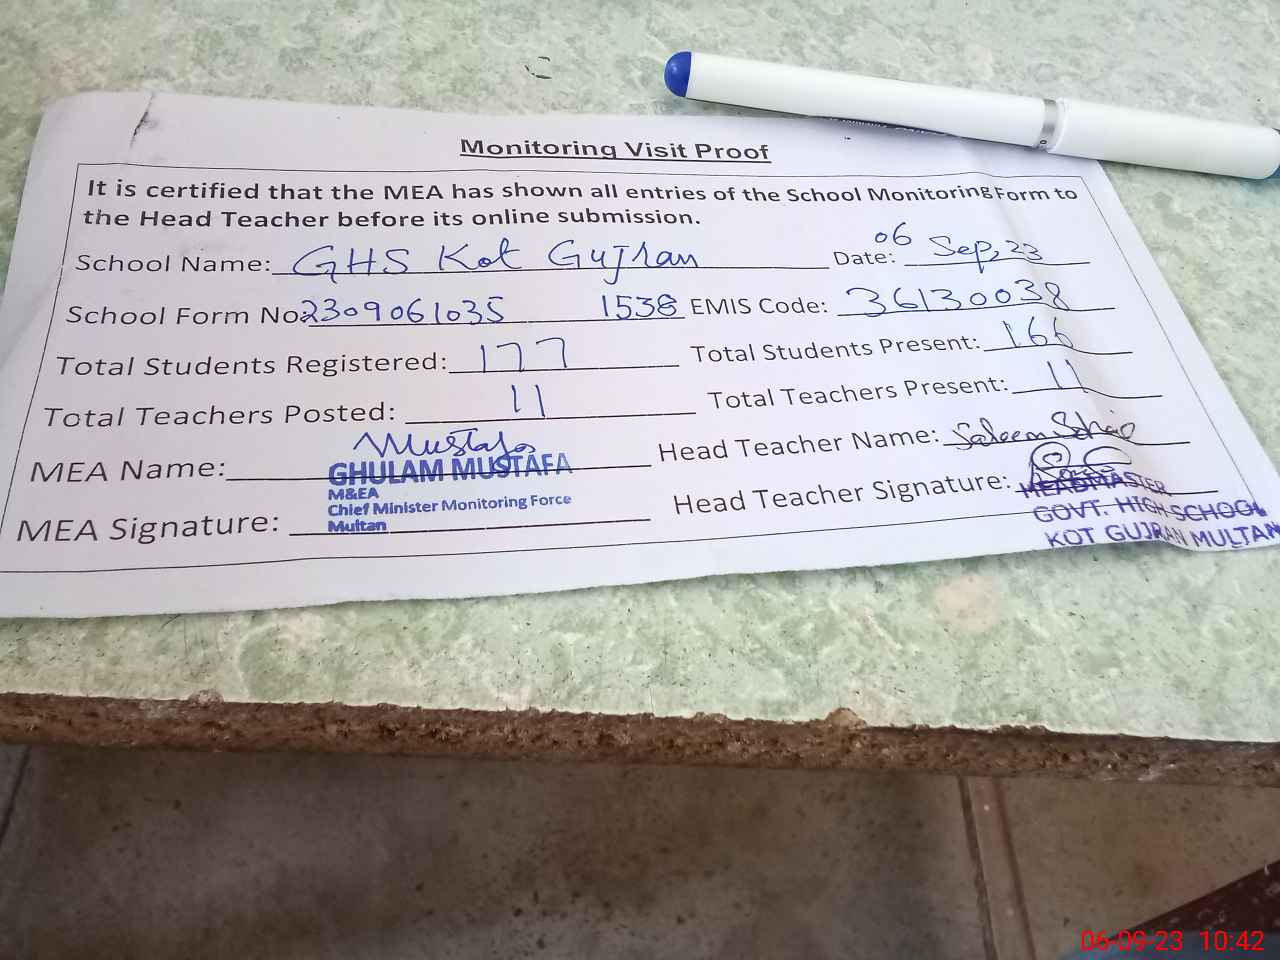 Monitoring Visit Proof
It is certified that the MEA has shown all entries of the School Monitoring Form to
the Head Teacher before its online submission.
School Name: GHS Kot Gujran Date: 06 Sep, 23
School Form No: 2309061035 1538 EMIS Code: 36130038
Total Students Registered: 177 Total Students Present: 166
Total Teachers Posted: 11 Total Teachers Present: 11
MEA Name: Mustafa Head Teacher Name: Saleem
GHULAM MUSTAFA
M&EA
Chief Minister Monitoring Force
Multan
MEA Signature: Head Teacher Signature:
HEADMASTER
GOVT. HIGH SCHOOL
KOT GUJRAN MULTAN
06-09-23 10:42